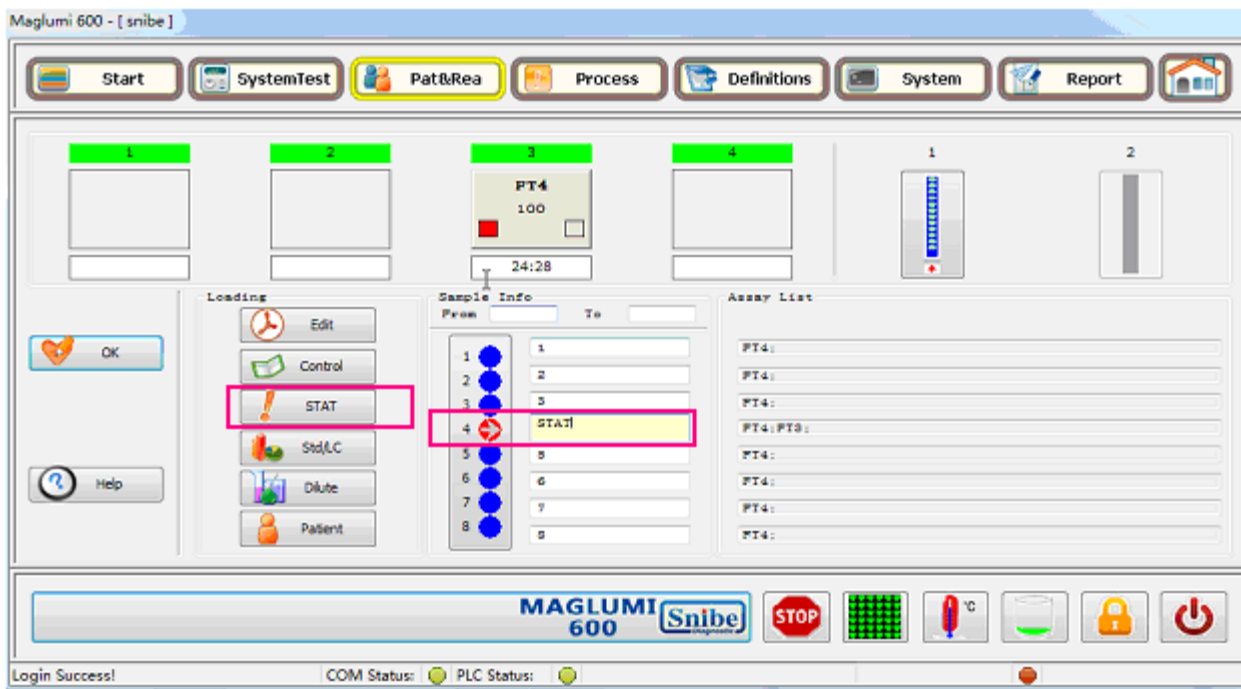 Maglumi 600 - [ snibe ]
Start SystemTest Pat&Rea Process Definitions System Report
1 2 3 4 1 2
FT4
100
24:28
Loading Sample Info Assay List
From To
Edit
OK
1 1 FT4;
Control
2 2 FT4;
STAT
3 3 FT4;
4 STAT FT4;FT3;
Std/LC
5 5 FT4;
Help
Dilute
6 6 FT4;
7 7 FT4;
Patient
8 8 FT4;
MAGLUMI
600
Snibe
Diagnostic
STOP
°C
Login Success! COM Status: PLC Status: